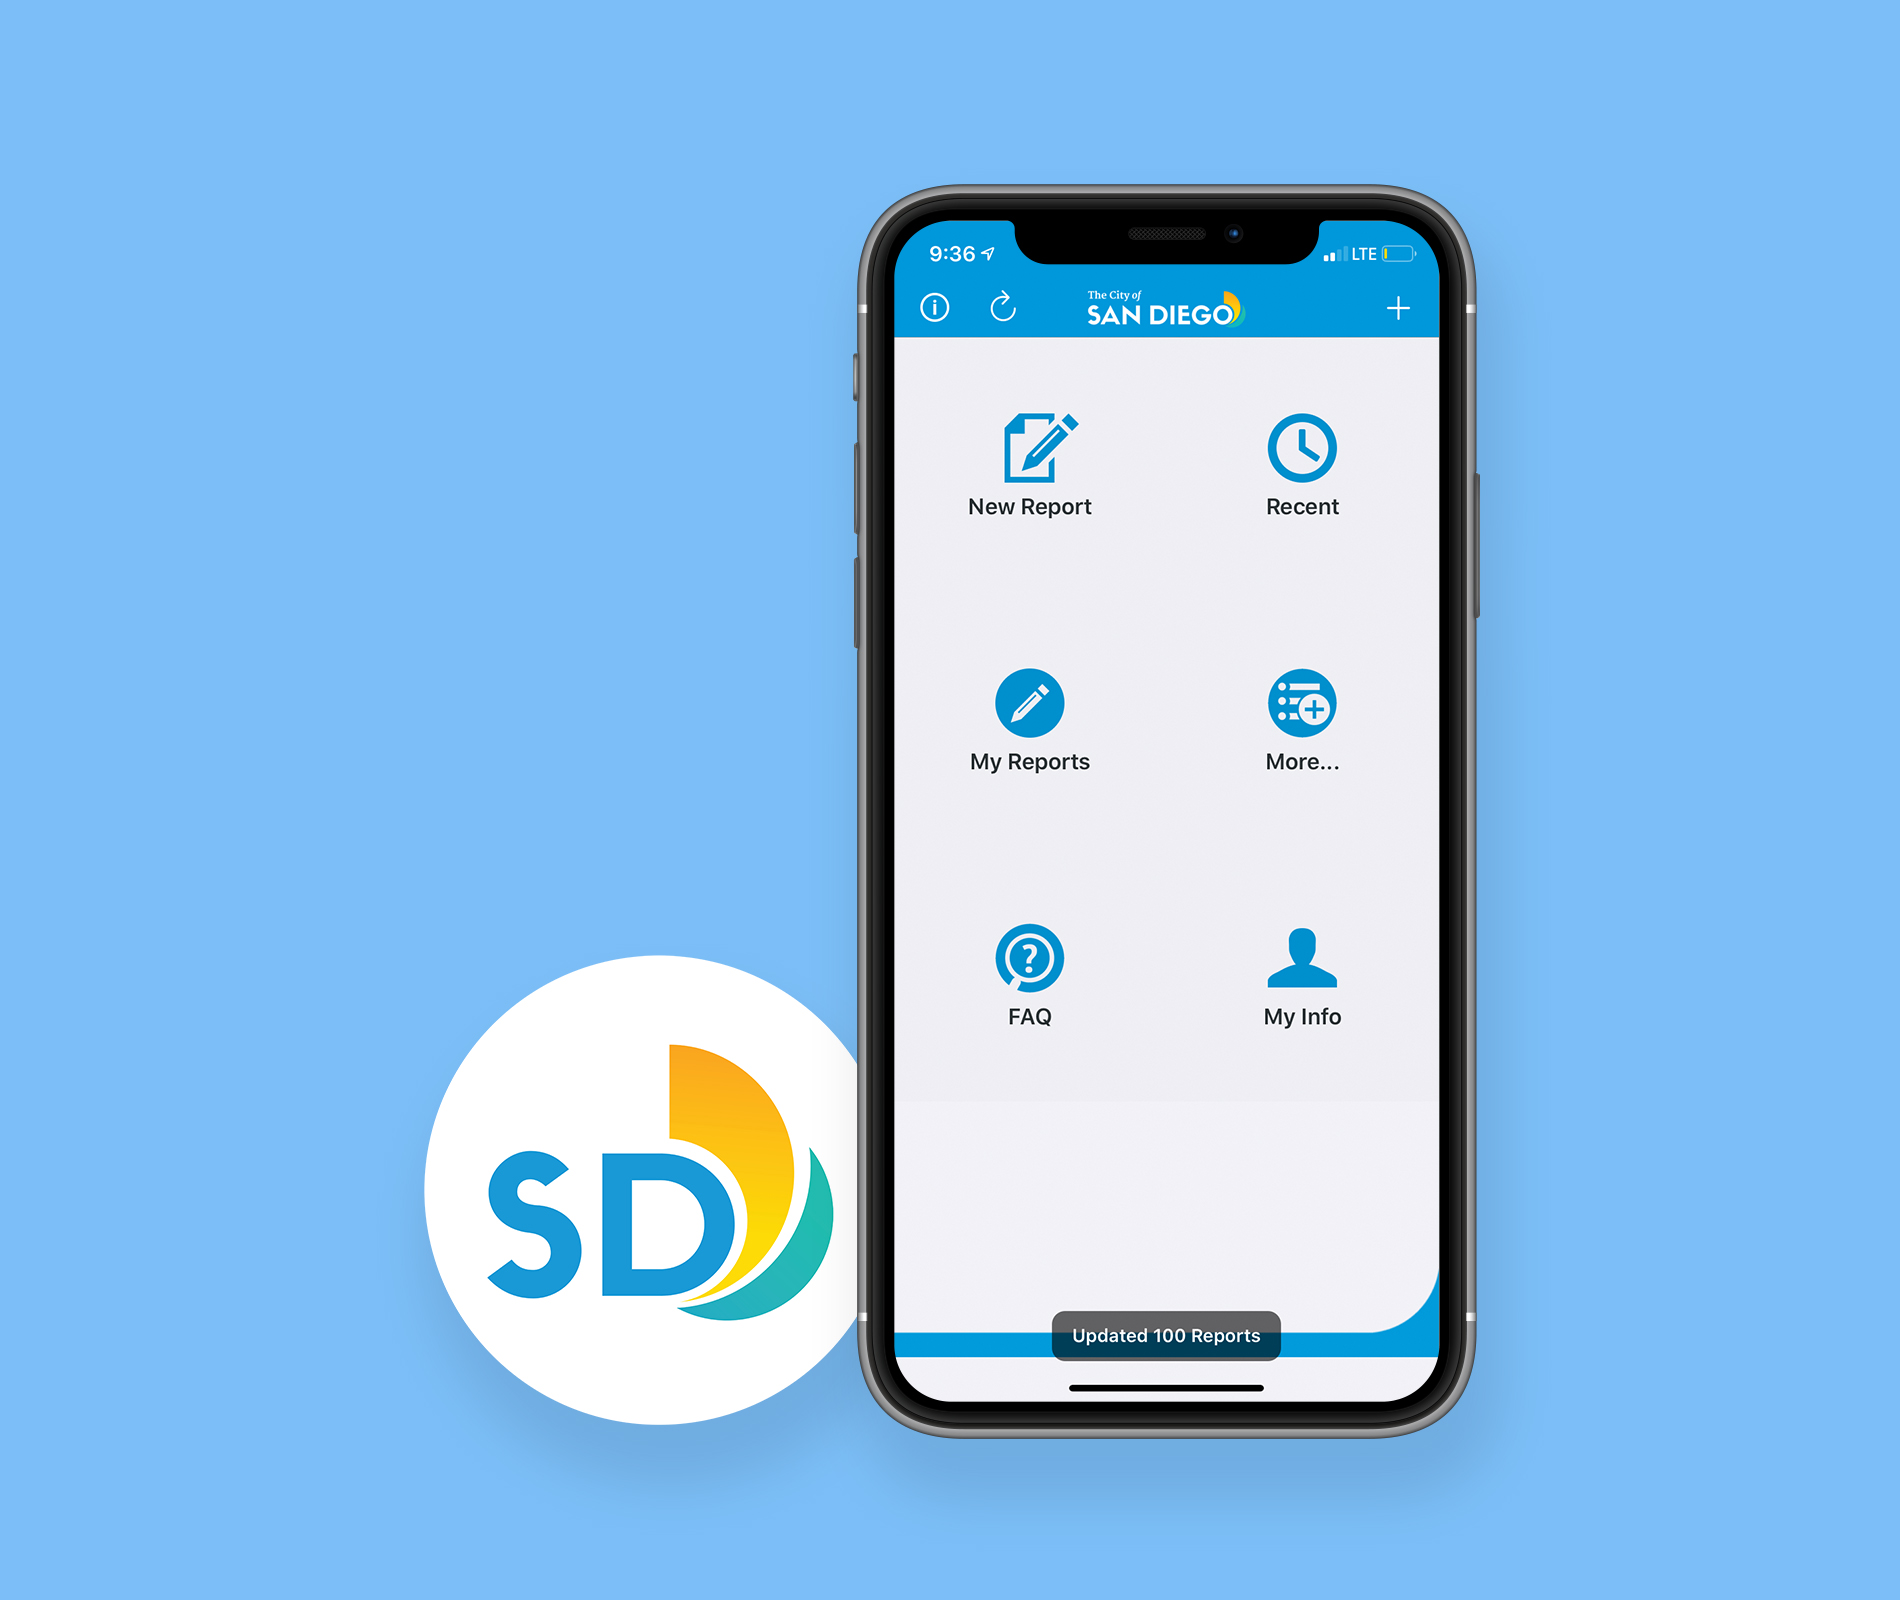 9:36
LTE
The City of
SAN DIEGO
New Report
Recent
My Reports
More...
FAQ
My Info
Updated 100 Reports
SD